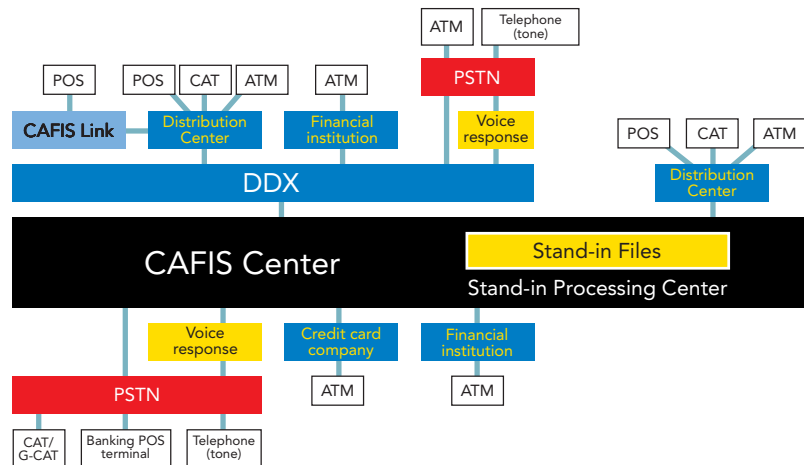 ATM
Telephone
(tone)
POS
POS
CAT
ATM
ATM
PSTN
CAFIS Link
Distribution
Center
Financial
institution
Voice
response
POS
CAT
ATM
DDX
Distribution
Center
CAFIS Center
Stand-in Files
Stand-in Processing Center
Voice
response
Credit card
company
Financial
institution
PSTN
ATM
ATM
CAT/
G-CAT
Banking POS
terminal
Telephone
(tone)